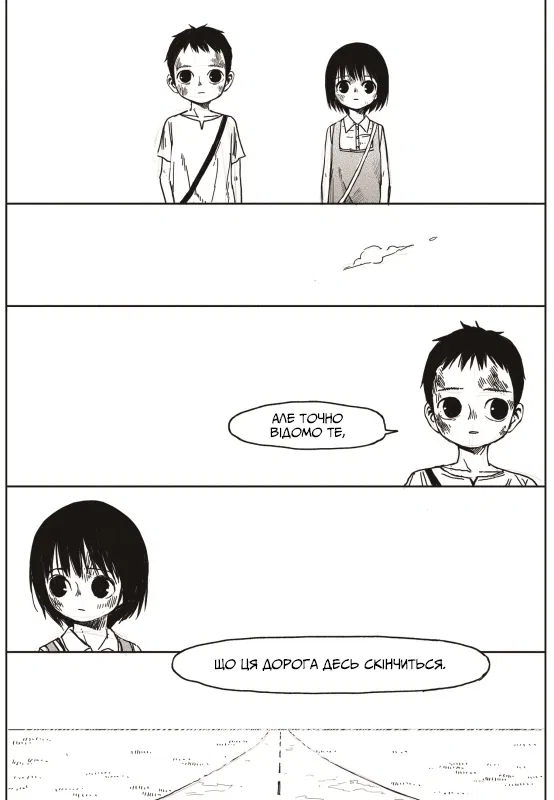 АЛЕ ТОЧНО
ВІДОМО ТЕ,
ЩО ЦЯ ДОРОГА ДЕСЬ СКІНЧИТЬСЯ.